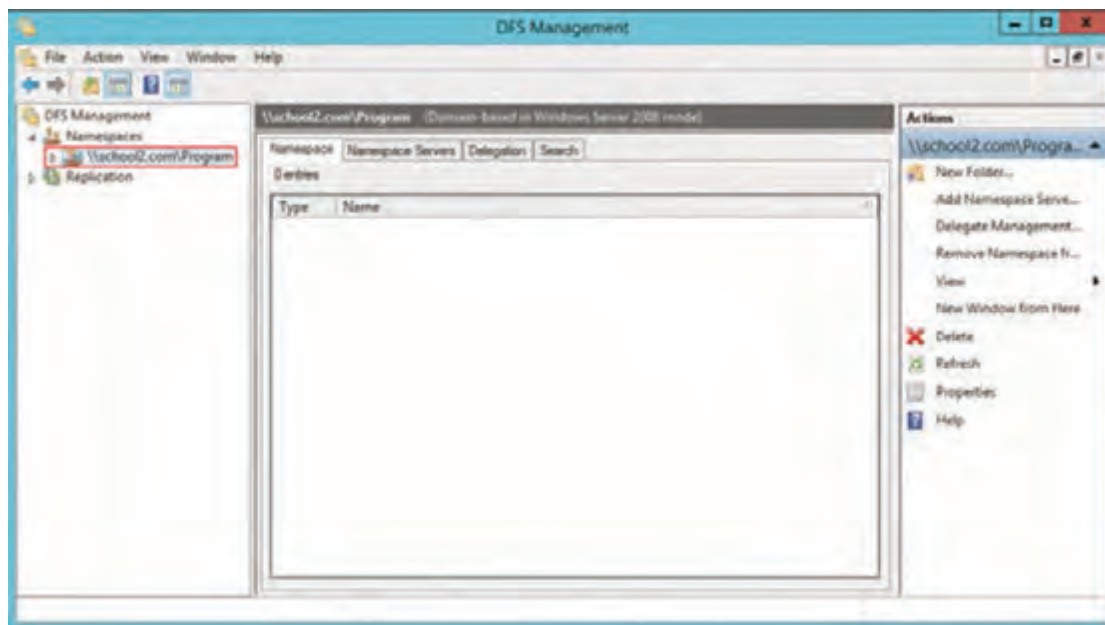 DFS Management
File Action View Window Help
DFS Management
Namespaces
\\school2.com\Program
Replication
\\school2.com\Program (Domain-based in Windows Server 2008 mode)
Namespace Namespace Servers Delegation Search
0 entries
Type Name
Actions
\\school2.com\Progra...
New Folder...
Add Namespace Serve...
Delegate Management...
Remove Namespace fr...
View
New Window from Here
Delete
Refresh
Properties
Help